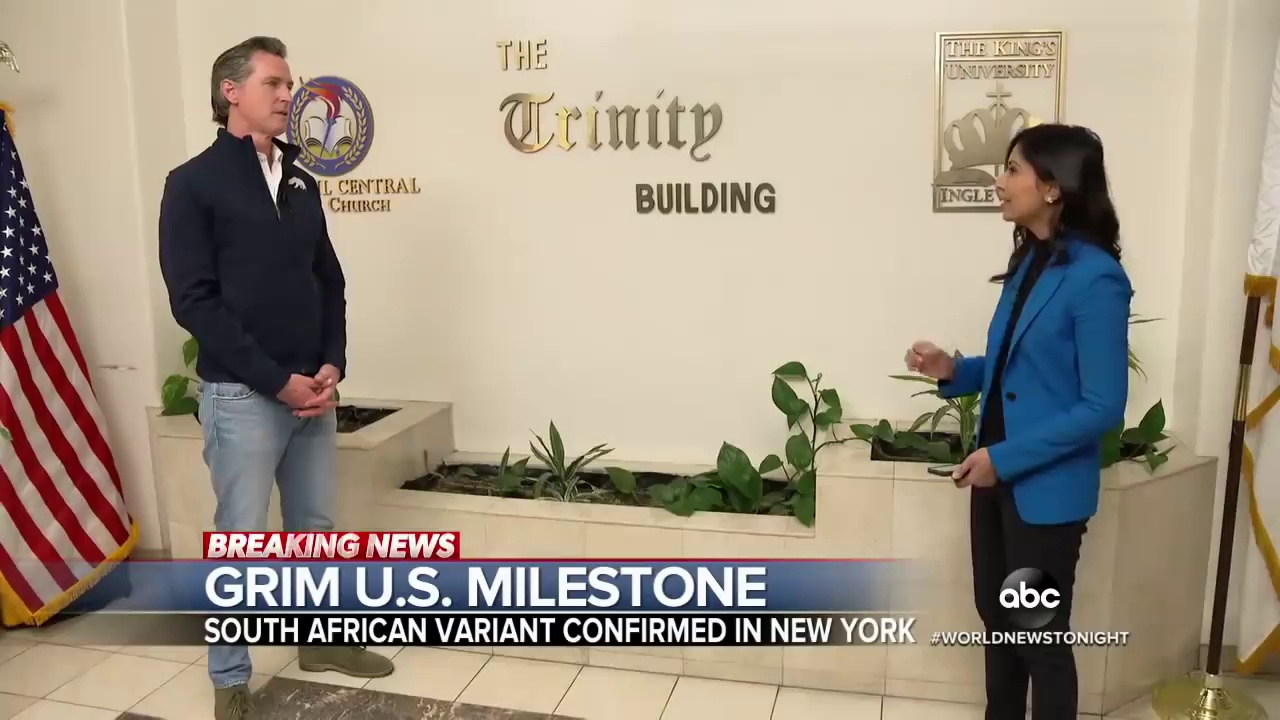 THE
Trinity
BUILDING
CENTRAL
CHURCH
THE KING'S
UNIVERSITY
BREAKING NEWS
GRIM U.S. MILESTONE
SOUTH AFRICAN VARIANT CONFIRMED IN NEW YORK
#WORLDNEWSTONIGHT
abc